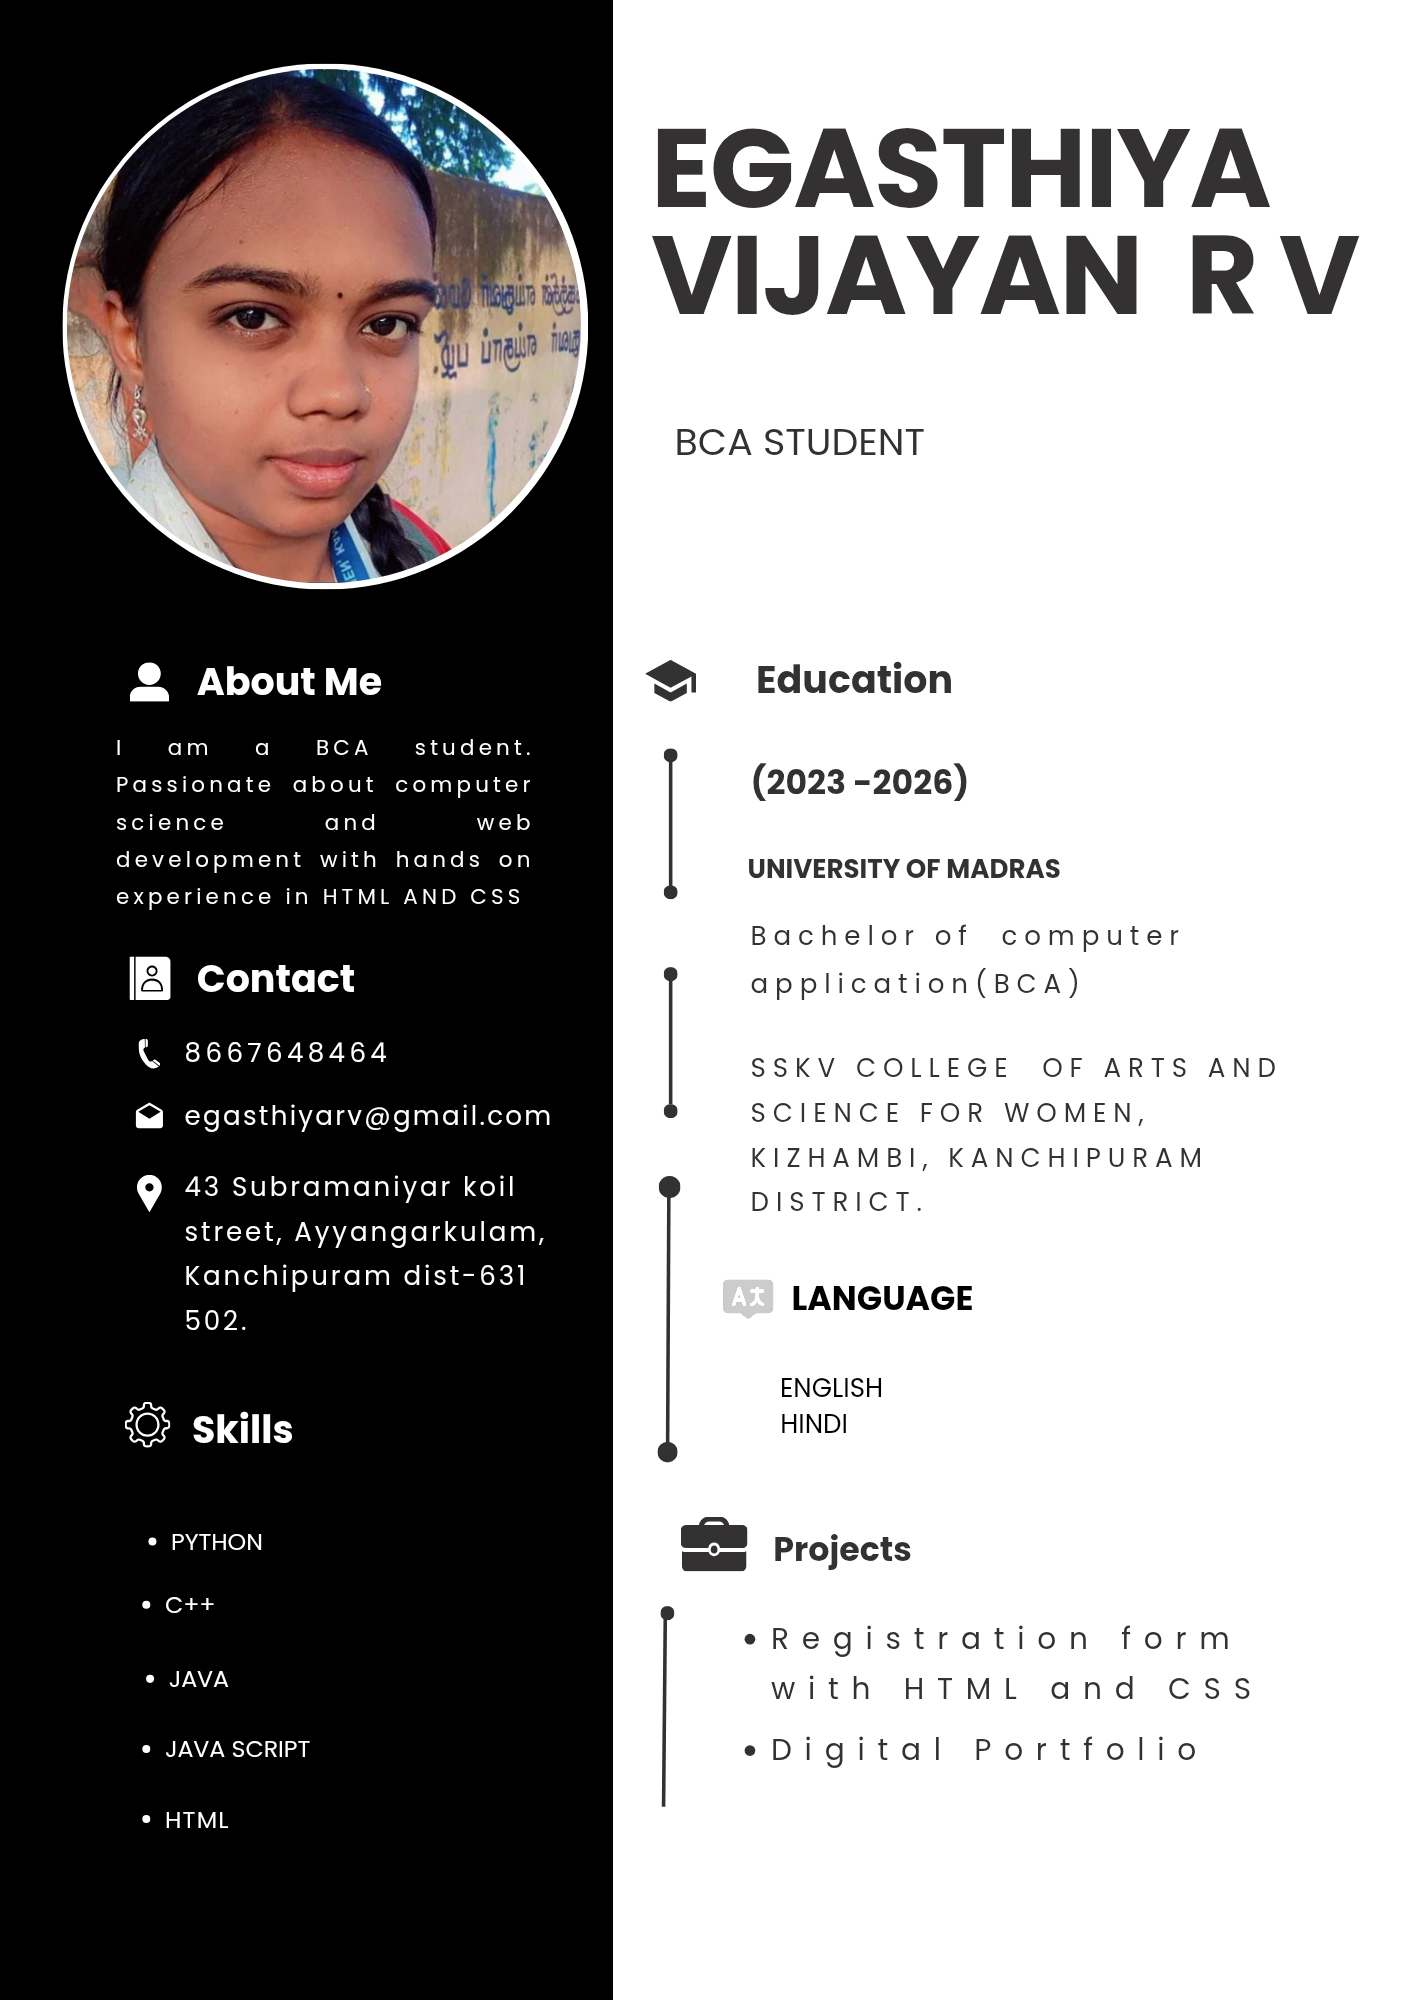 EGASTHIYA
VIJAYAN R V
BCA STUDENT
About Me
I am a BCA student.
Passionate about computer
science and web
development with hands on
experience in HTML AND CSS
Contact
8667648464
egasthiyarv@gmail.com
43 Subramaniyar koil
street, Ayyangarkulam,
Kanchipuram dist-631
502.
Skills
• PYTHON
• C++
• JAVA
• JAVA SCRIPT
• HTML
Education
(2023 -2026)
UNIVERSITY OF MADRAS
Bachelor of computer
application(BCA)
SSKV COLLEGE OF ARTS AND
SCIENCE FOR WOMEN,
KIZHAMBI, KANCHIPURAM
DISTRICT.
LANGUAGE
ENGLISH
HINDI
Projects
• Registration form
with HTML and CSS
• Digital Portfolio